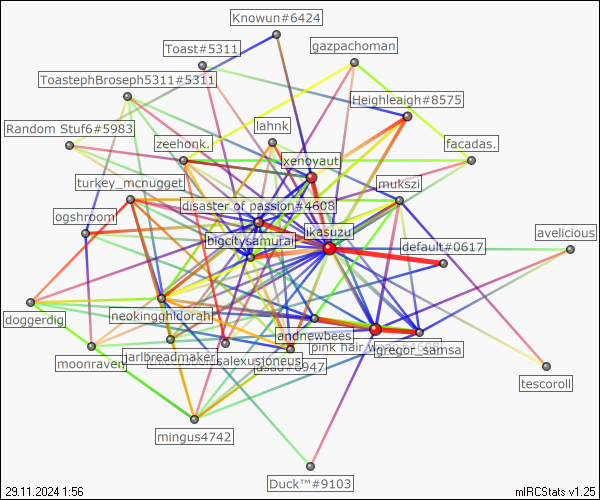 Knowun#6424
Toast#5311
gazpachoman
ToastephBroseph5311#5311
Heighleaigh#8575
Random Stuf6#5983
lahnk
zeehonk.
facadas.
xenoyaut
turkey_mcnugget
mukszi
disaster of passion#4608
ogshroom
ikasuzu
bigcitysamurai
avelicious
default#0617
neokingghidorah
doggerdig
andnewbees
pink hair
gregor_samsa
jarlbreadmaker
salexusioneus
moonraven
tescoroll
mingus4742
Duck™#9103
29.11.2024 1:56
mIRCStats v1.25